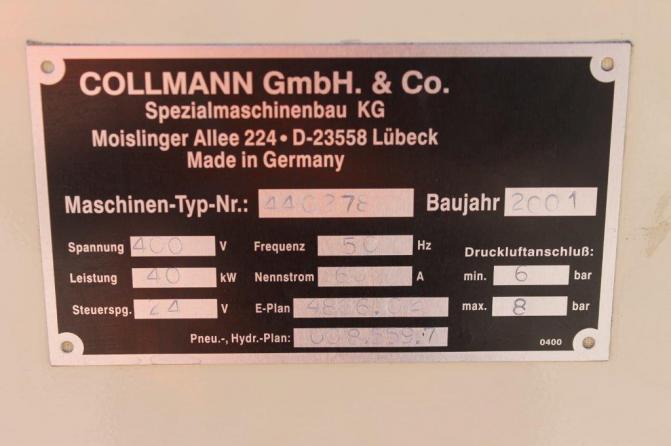 COLLMANN GmbH. & Co.
Spezialmaschinenbau KG
Moislinger Allee 224 • D-23558 Lübeck
Made in Germany
Maschinen-Typ-Nr.: 440278 Baujahr 2001
Spannung 400 V Frequenz 50 Hz Druckluftanschluß:
Leistung 40 kW Nennstrom A min. 6 bar
Steuerspg. 24 V E-Plan max. 8 bar
Pneu.-, Hydr.-Plan:
0400